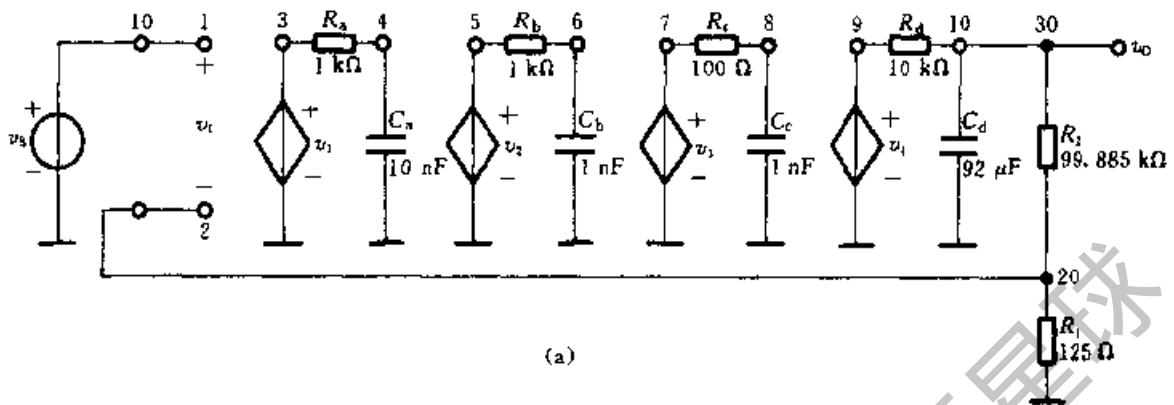 10 1 3 Ra 4 5 Rb 6 7 Rc 8 9 Rd 10 30
+ 1 kΩ 1 kΩ 100 Ω 10 kΩ vO
+ + + + +
vS vI v1 Ca v2 Cb v3 Cc v4 Cd R2
10 nF 1 nF 1 nF 92 μF 99.885 kΩ
− − − − − −
2
20
R1
125 Ω
(a)
星球